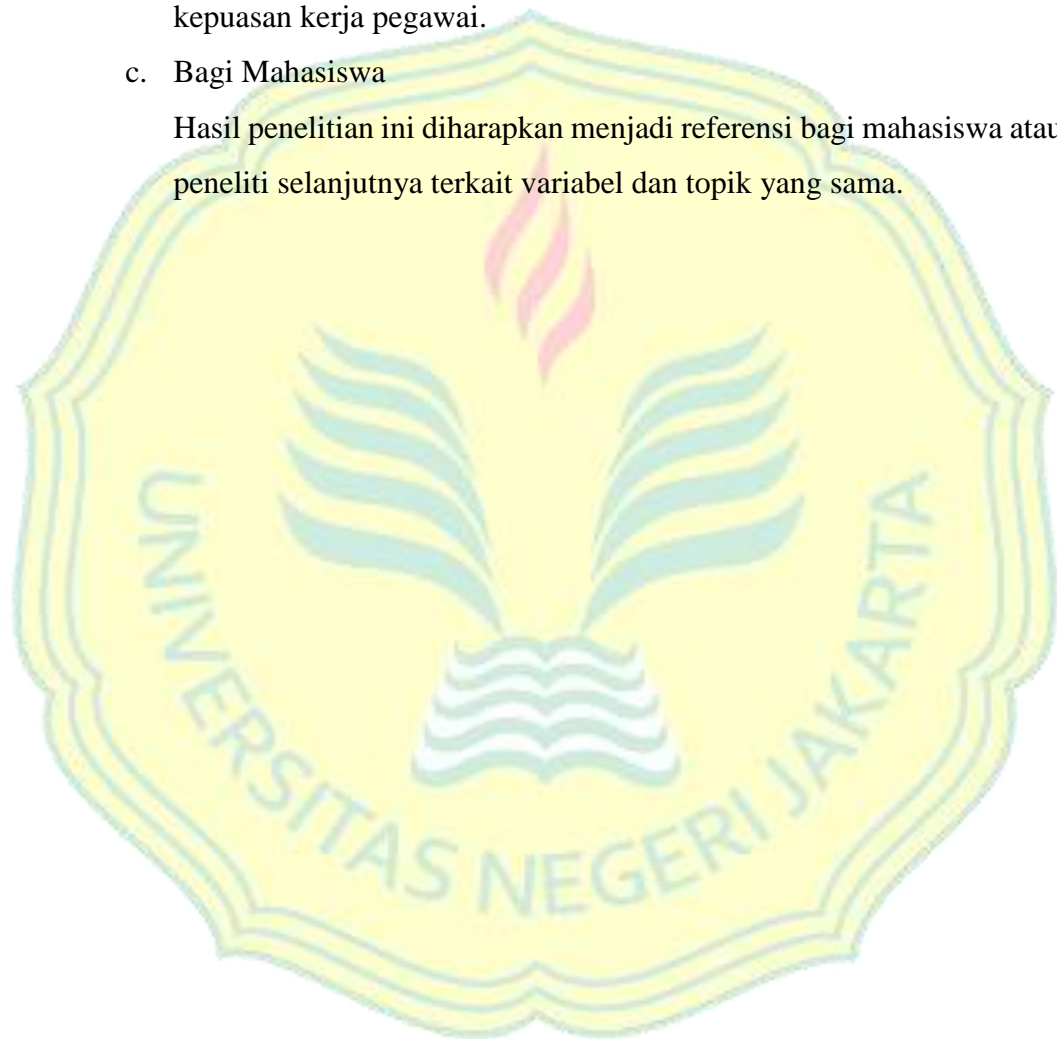 kepuasan kerja pegawai.
c. Bagi Mahasiswa
Hasil penelitian ini diharapkan menjadi referensi bagi mahasiswa atau
peneliti selanjutnya terkait variabel dan topik yang sama.
UNIVERSITAS NEGERI JAKARTA